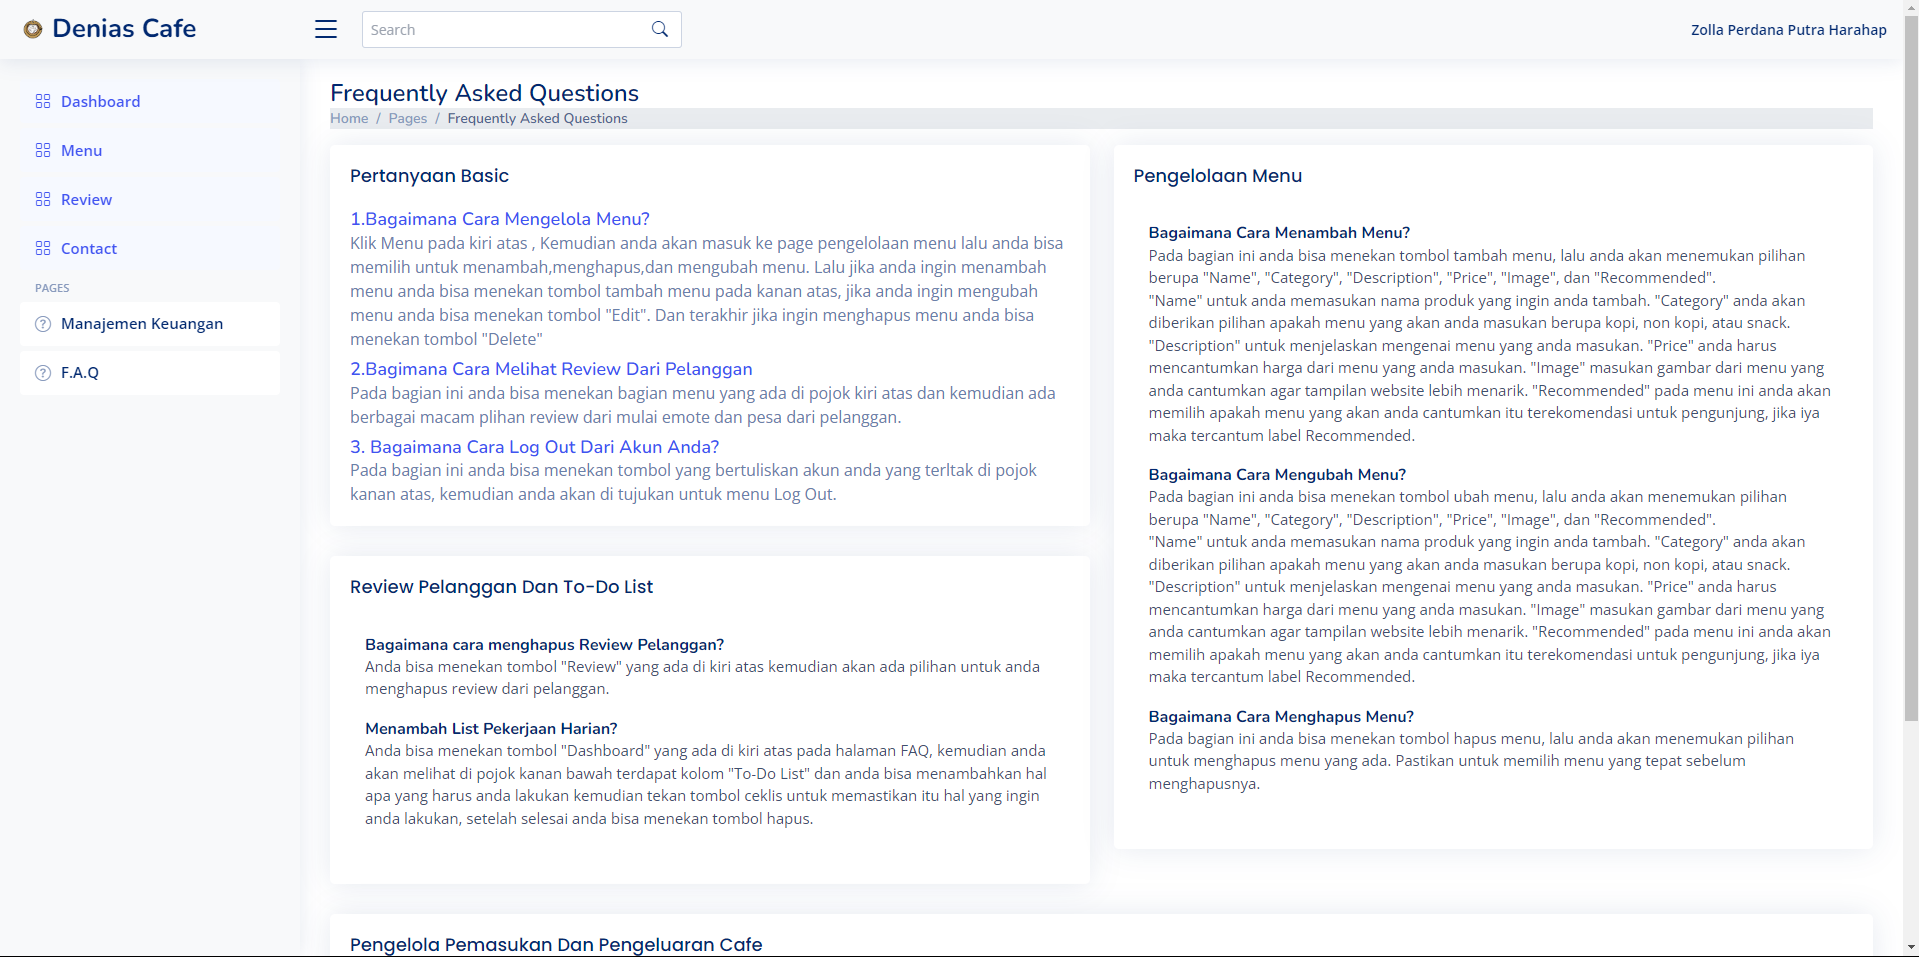 Denias Cafe
Search
Zolla Perdana Putra Harahap
Dashboard
Menu
Review
Contact
PAGES
Manajemen Keuangan
F.A.Q
Frequently Asked Questions
Home / Pages / Frequently Asked Questions
Pertanyaan Basic
1.Bagaimana Cara Mengelola Menu?
Klik Menu pada kiri atas , Kemudian anda akan masuk ke page pengelolaan menu lalu anda bisa
memilih untuk menambah,menghapus,dan mengubah menu. Lalu jika anda ingin menambah
menu anda bisa menekan tombol tambah menu pada kanan atas, jika anda ingin mengubah
menu anda bisa menekan tombol "Edit". Dan terakhir jika ingin menghapus menu anda bisa
menekan tombol "Delete"
2.Bagimana Cara Melihat Review Dari Pelanggan
Pada bagian ini anda bisa menekan bagian menu yang ada di pojok kiri atas dan kemudian ada
berbagai macam plihan review dari mulai emote dan pesa dari pelanggan.
3. Bagaimana Cara Log Out Dari Akun Anda?
Pada bagian ini anda bisa menekan tombol yang bertuliskan akun anda yang terltak di pojok
kanan atas, kemudian anda akan di tujukan untuk menu Log Out.
Review Pelanggan Dan To-Do List
Bagaimana cara menghapus Review Pelanggan?
Anda bisa menekan tombol "Review" yang ada di kiri atas kemudian akan ada pilihan untuk anda
menghapus review dari pelanggan.
Menambah List Pekerjaan Harian?
Anda bisa menekan tombol "Dashboard" yang ada di kiri atas pada halaman FAQ, kemudian anda
akan melihat di pojok kanan bawah terdapat kolom "To-Do List" dan anda bisa menambahkan hal
apa yang harus anda lakukan kemudian tekan tombol ceklis untuk memastikan itu hal yang ingin
anda lakukan, setelah selesai anda bisa menekan tombol hapus.
Pengelolaan Menu
Bagaimana Cara Menambah Menu?
Pada bagian ini anda bisa menekan tombol tambah menu, lalu anda akan menemukan pilihan
berupa "Name", "Category", "Description", "Price", "Image", dan "Recommended".
"Name" untuk anda memasukan nama produk yang ingin anda tambah. "Category" anda akan
diberikan pilihan apakah menu yang akan anda masukan berupa kopi, non kopi, atau snack.
"Description" untuk menjelaskan mengenai menu yang anda masukan. "Price" anda harus
mencantumkan harga dari menu yang anda masukan. "Image" masukan gambar dari menu yang
anda cantumkan agar tampilan website lebih menarik. "Recommended" pada menu ini anda akan
memilih apakah menu yang akan anda cantumkan itu terekomendasi untuk pengunjung, jika iya
maka tercantum label Recommended.
Bagaimana Cara Mengubah Menu?
Pada bagian ini anda bisa menekan tombol ubah menu, lalu anda akan menemukan pilihan
berupa "Name", "Category", "Description", "Price", "Image", dan "Recommended".
"Name" untuk anda memasukan nama produk yang ingin anda tambah. "Category" anda akan
diberikan pilihan apakah menu yang akan anda masukan berupa kopi, non kopi, atau snack.
"Description" untuk menjelaskan mengenai menu yang anda masukan. "Price" anda harus
mencantumkan harga dari menu yang anda masukan. "Image" masukan gambar dari menu yang
anda cantumkan agar tampilan website lebih menarik. "Recommended" pada menu ini anda akan
memilih apakah menu yang akan anda cantumkan itu terekomendasi untuk pengunjung, jika iya
maka tercantum label Recommended.
Bagaimana Cara Menghapus Menu?
Pada bagian ini anda bisa menekan tombol hapus menu, lalu anda akan menemukan pilihan
untuk menghapus menu yang ada. Pastikan untuk memilih menu yang tepat sebelum
menghapusnya.
Pengelola Pemasukan Dan Pengeluaran Cafe